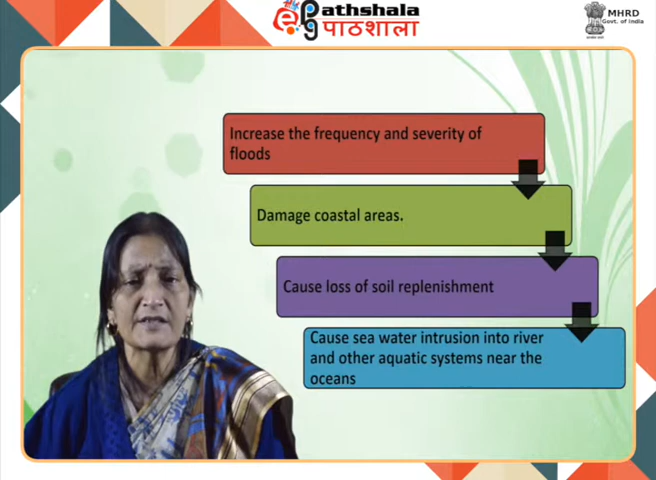 ePathshala
पाठशाला
MHRD
Govt. of India
Increase the frequency and severity of
floods
Damage coastal areas.
Cause loss of soil replenishment
Cause sea water intrusion into river
and other aquatic systems near the
oceans